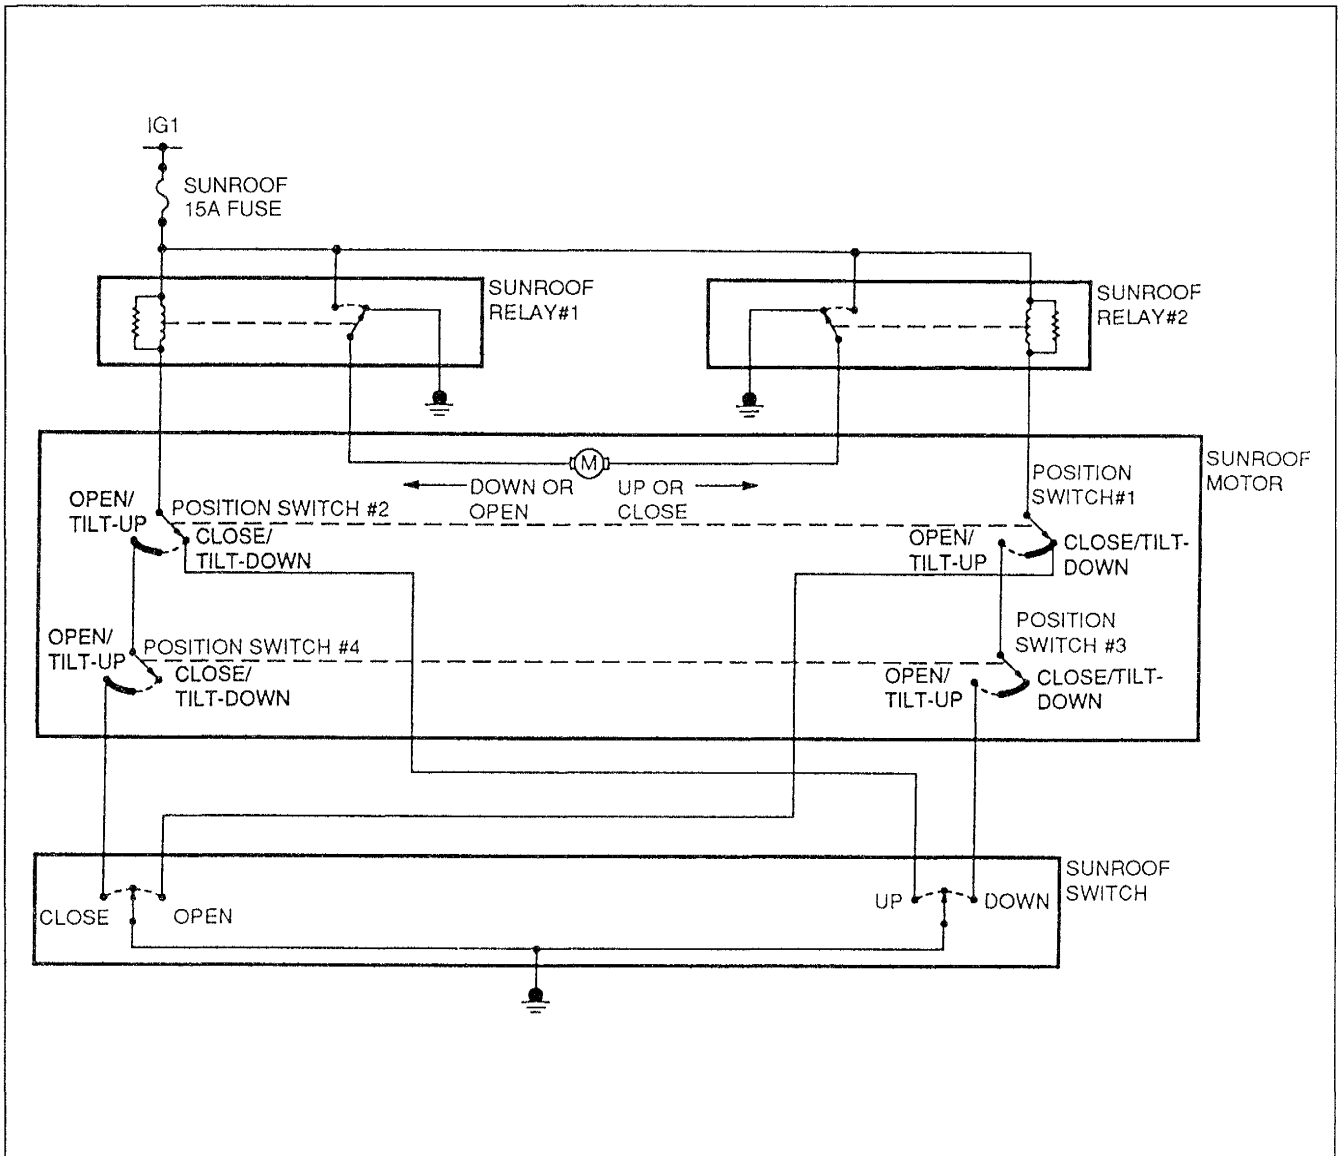 IG1
SUNROOF
15A FUSE
SUNROOF
RELAY#1
SUNROOF
RELAY#2
SUNROOF
MOTOR
M
DOWN OR
OPEN
UP OR
CLOSE
POSITION
SWITCH#1
OPEN/
TILT-UP
POSITION SWITCH #2
CLOSE/
TILT-DOWN
OPEN/
TILT-UP
CLOSE/TILT-
DOWN
OPEN/
TILT-UP
POSITION SWITCH #4
CLOSE/
TILT-DOWN
POSITION
SWITCH #3
OPEN/
TILT-UP
CLOSE/TILT-
DOWN
SUNROOF
SWITCH
CLOSE
OPEN
UP
DOWN